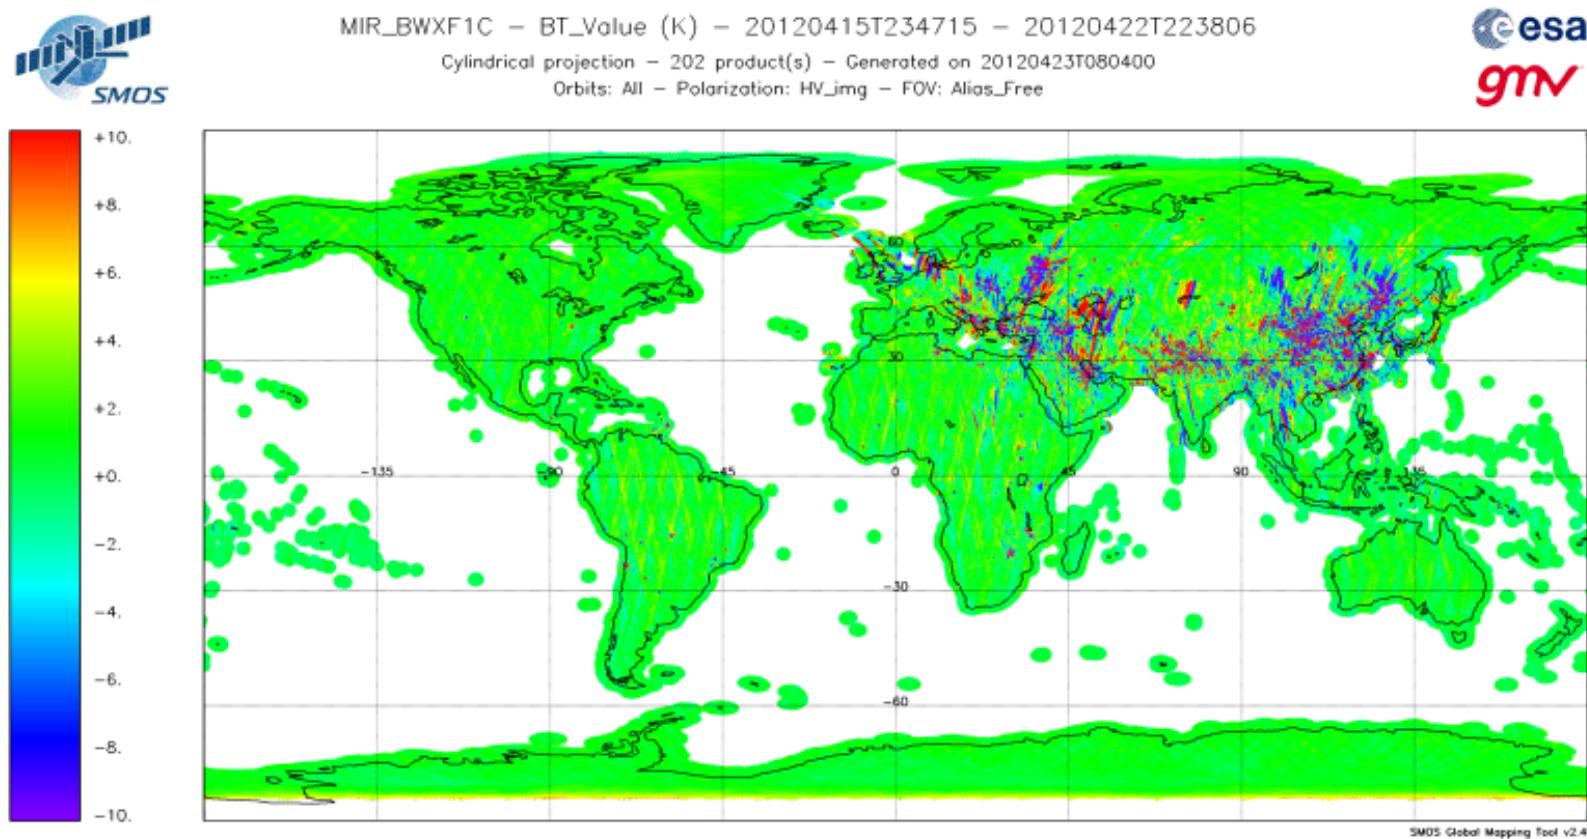 MIR_BWXF1C – BT_Value (K) – 20120415T234715 – 20120422T223806
Cylindrical projection – 202 product(s) – Generated on 20120423T080400
Orbits: All – Polarization: HV_img – FOV: Alias_Free
SMOS
esa
gmv
+10.
+8.
+6.
+4.
+2.
+0.
-2.
-4.
-6.
-8.
-10.
60
30
-135 -90 -45 0 45 90 135
-30
-60
SMOS Global Mapping Tool